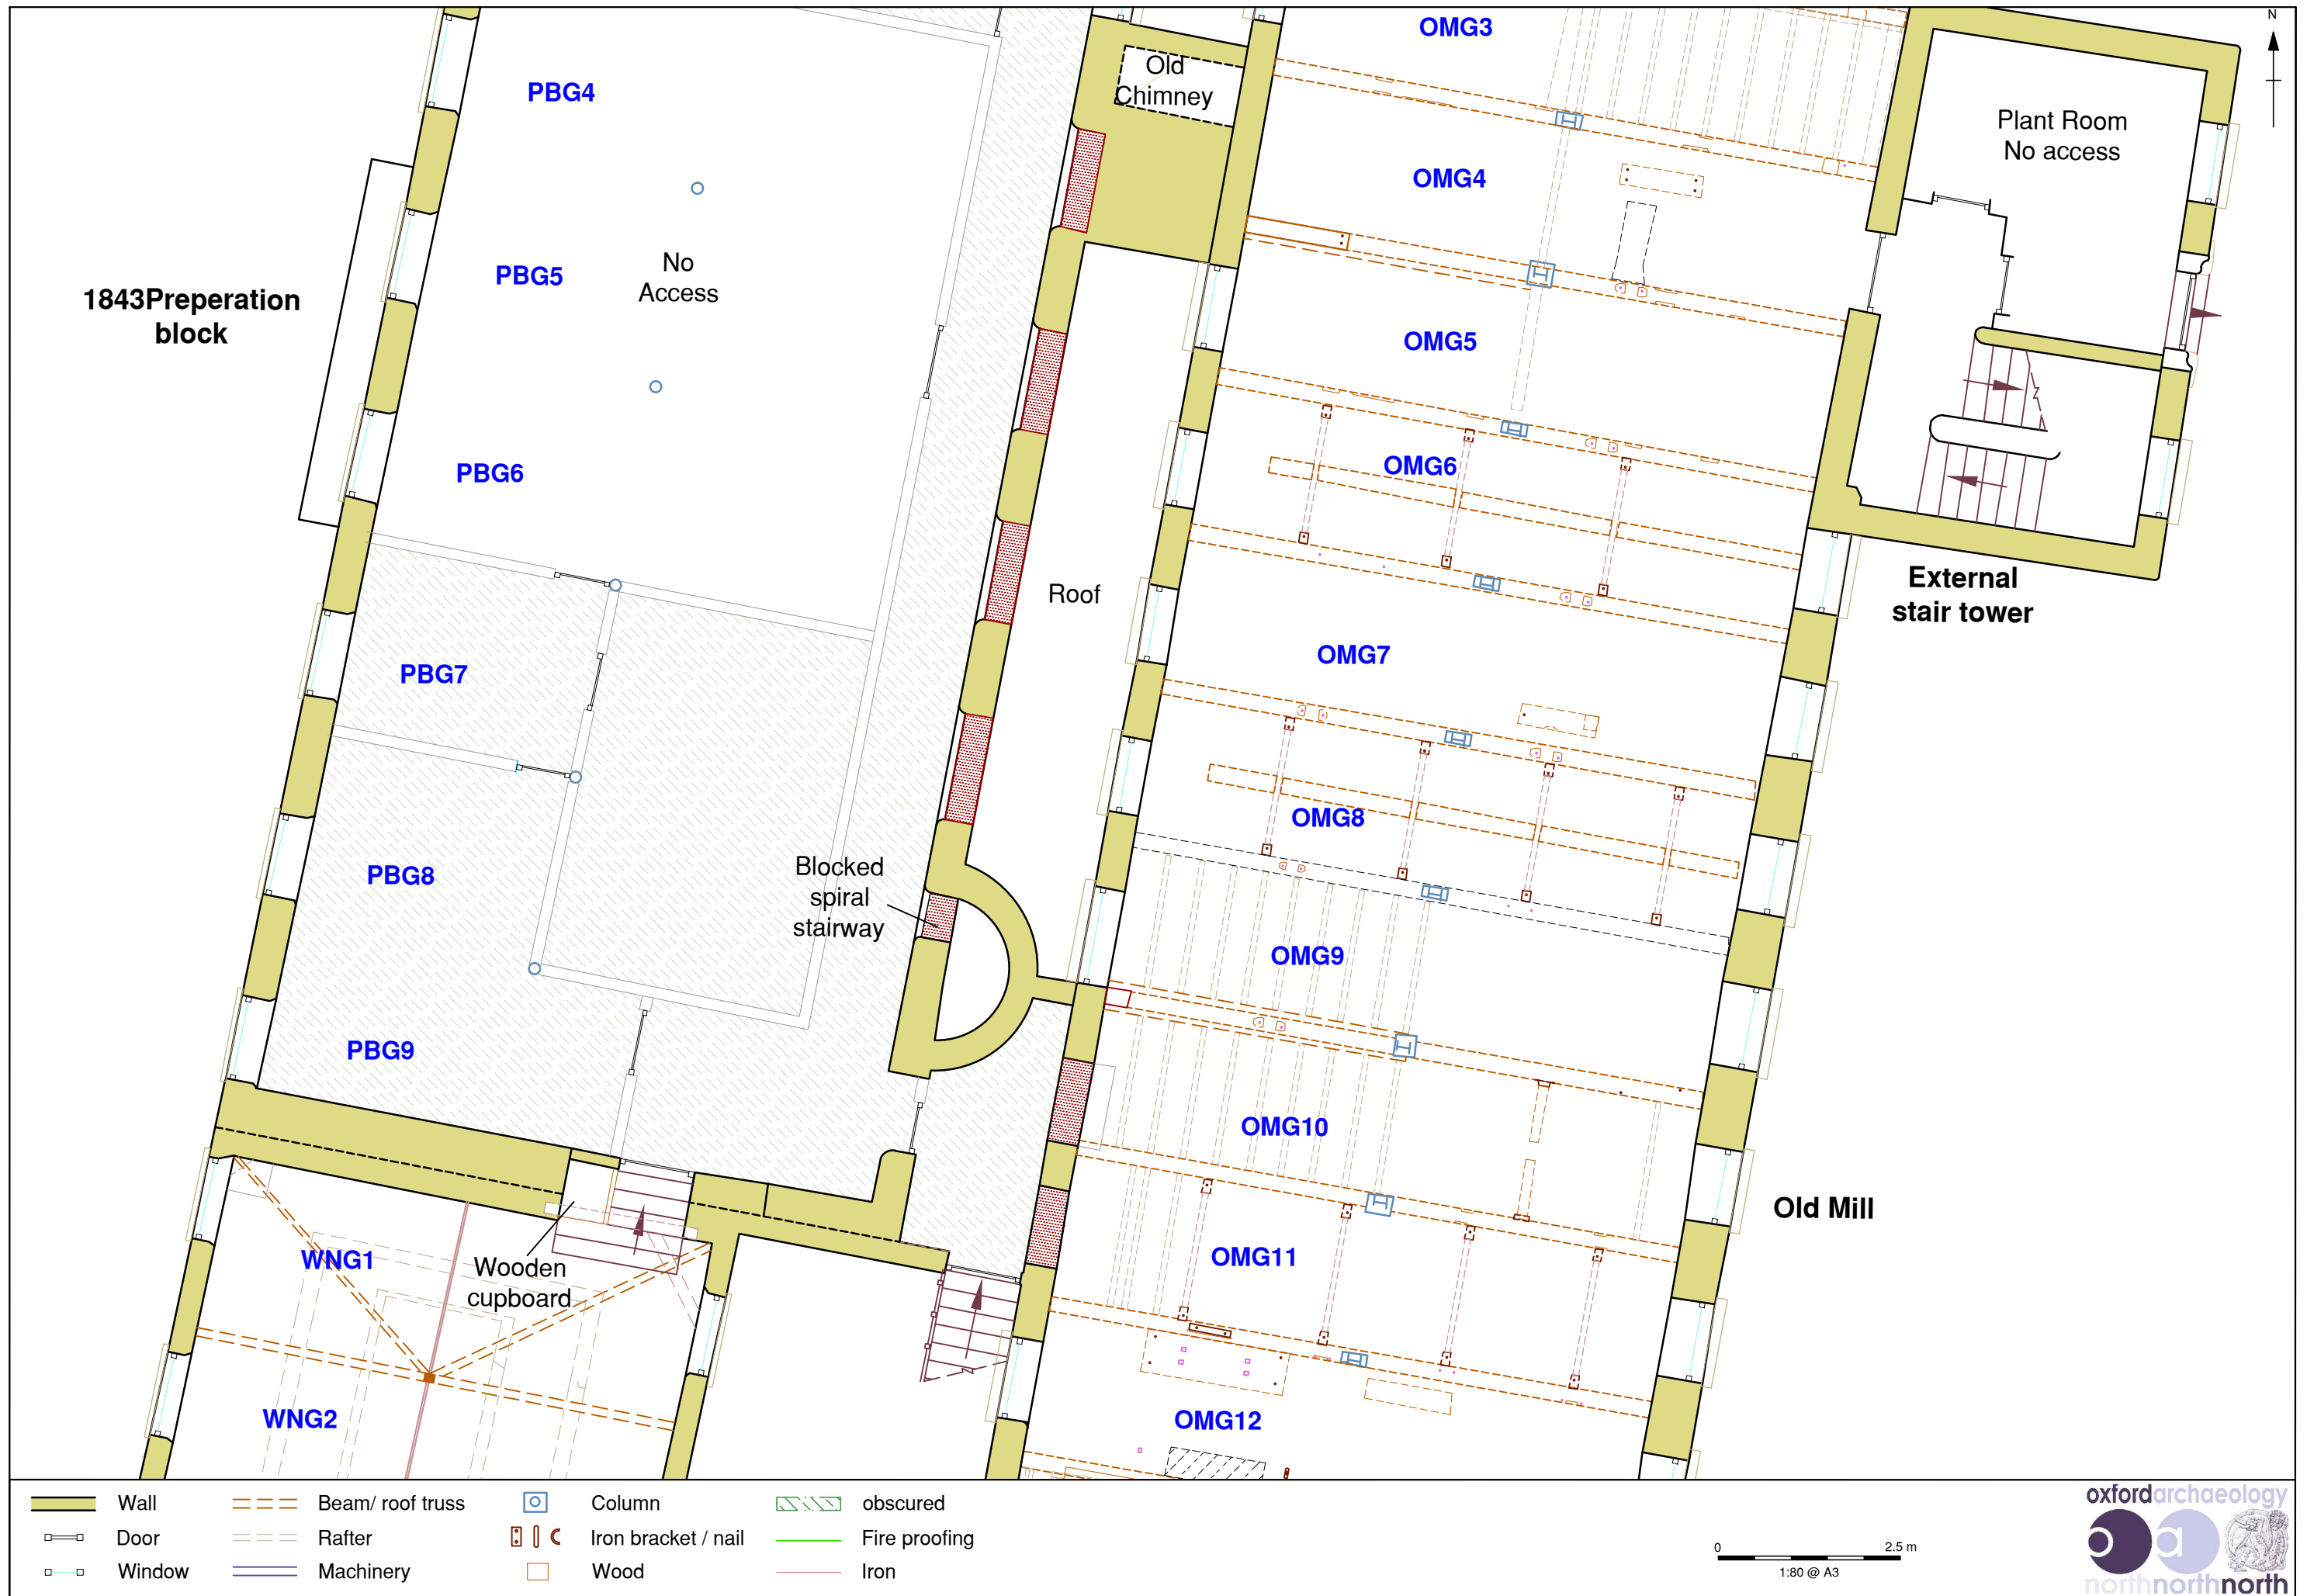 OMG3
N
Old
Chimney
PBG4
Plant Room
No access
OMG4
No
Access
PBG5
1843Preperation
block
OMG5
PBG6
OMG6
External
stair tower
Roof
OMG7
PBG7
OMG8
Blocked
spiral
stairway
PBG8
OMG9
PBG9
OMG10
Old Mill
WNG1
Wooden
cupboard
OMG11
WNG2
OMG12
Wall
Beam/ roof truss
Column
obscured
Door
Rafter
Iron bracket / nail
Fire proofing
Window
Machinery
Wood
Iron
0 2.5 m
1:80 @ A3
oxfordarchaeology
oa
northnorthnorth